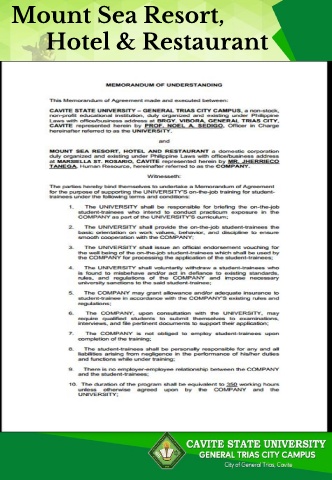 Mount Sea Resort,
Hotel & Restaurant
MEMORANDUM OF UNDERSTANDING
This Memorandum of Agreement made and executed between:
CAVITE STATE UNIVERSITY – GENERAL TRIAS CITY CAMPUS, a non-stock,
non-profit educational institution, duly organized and existing under Philippine
Laws with office/business address at BRGY. VIBORA, GENERAL TRIAS CITY,
CAVITE represented herein by PROF. NOEL A. SEDIGO, Officer in Charge
hereinafter referred to as the UNIVERSITY.
and
MOUNT SEA RESORT, HOTEL AND RESTAURANT a domestic corporation
duly organized and existing under Philippine Laws with office/business address
at MARSELLA ST. ROSARIO, CAVITE represented herein by MR. JHERRIECO
TANEGA, Human Resource, hereinafter referred to as the COMPANY.
Witnesseth:
The parties hereby bind themselves to undertake a Memorandum of Agreement
for the purpose of supporting the UNIVERSITY'S on-the-job training for student-
trainees under the following terms and conditions:
1. The UNIVERSITY shall be responsible for briefing the on-the-job
student-trainees who intend to conduct practicum exposure in the
COMPANY as part of the UNIVERSITY'S curriculum;
2. The UNIVERSITY shall provide the on-the-job student-trainees the
basic orientation on work values, behavior, and discipline to ensure
smooth cooperation with the COMPANY;
3. The UNIVERSITY shall issue an official endorsement vouching for
the well being of the on-the-job student-trainees which shall be used by
the COMPANY for processing the application of the student-trainees;
4. The UNIVERSITY shall voluntarily withdraw a student-trainees who
is found to misbehave and/or act in defiance to existing standards,
rules, and regulations of the COMPANY and impose necessary
university sanctions to the said student-trainee;
5. The COMPANY may grant allowance and/or adequate insurance to
student-trainee in accordance with the COMPANY'S existing rules and
regulations;
6. The COMPANY, upon consultation with the UNIVERSITY, may
require qualified students to submit themselves to examinations,
interviews, and file pertinent documents to support their application;
7. The COMPANY is not obliged to employ student-trainees upon
completion of the training;
8. The student-trainees shall be personally responsible for any and all
liabilities arising from negligence in the performance of his/her duties
and functions while under training;
9. There is no employer-employee relationship between the COMPANY
and the student-trainees;
10. The duration of the program shall be equivalent to 350 working hours
unless otherwise agreed upon by the COMPANY and the
UNIVERSITY;
CAVITE STATE UNIVERSITY
GENERAL TRIAS CITY CAMPUS
City of General Trias, Cavite